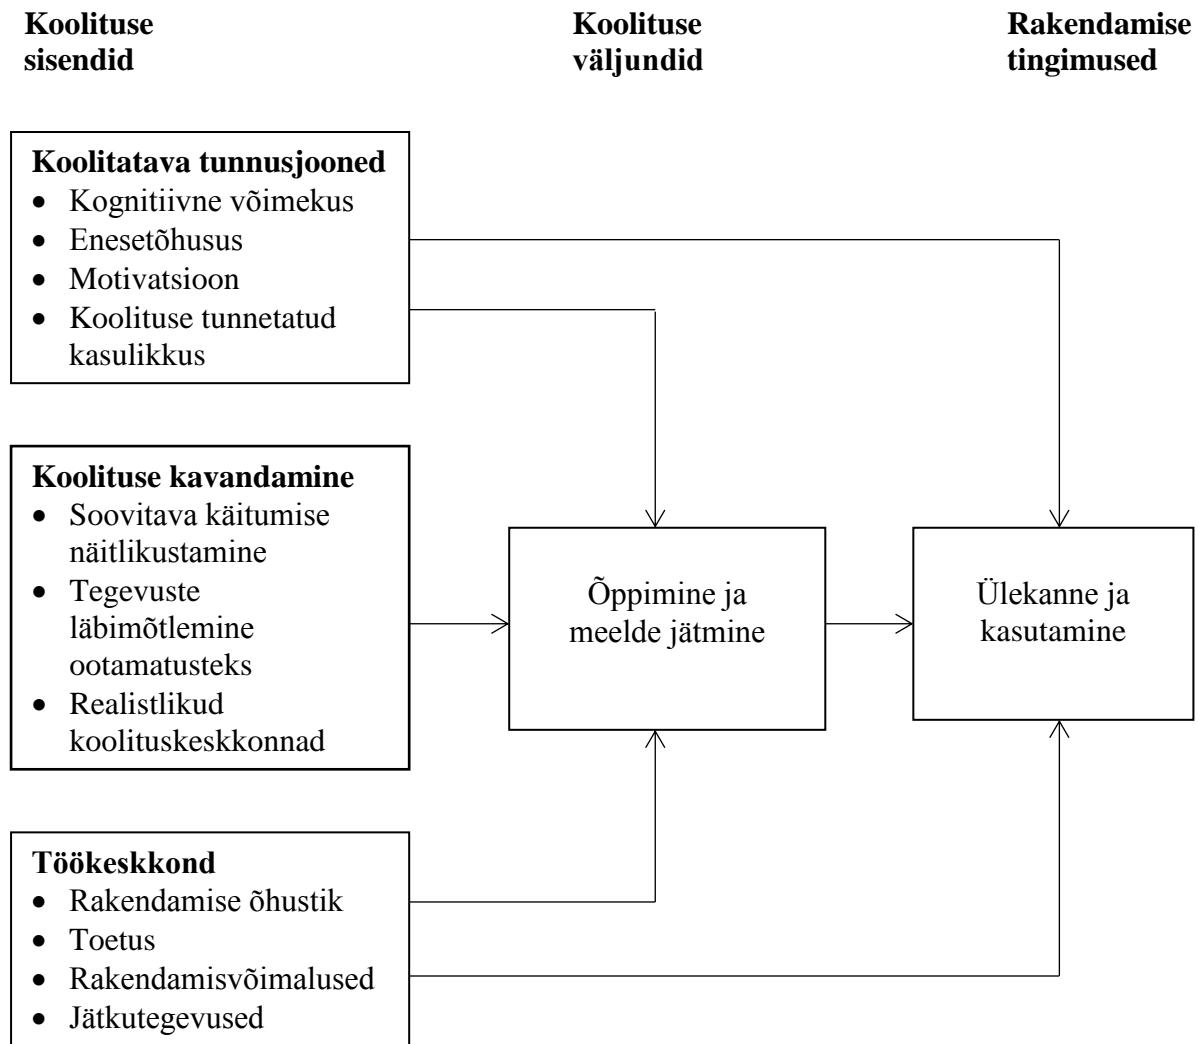 Koolituse
sisendid
Koolituse
väljundid
Rakendamise
tingimused
Koolitatava tunnusjooned
• Kognitiivne võimekus
• Enesetõhusus
• Motivatsioon
• Koolituse tunnetatud
kasulikkus
Koolituse kavandamine
• Soovitava käitumise
näitlikustamine
• Tegevuste
läbimõtlemine
ootamatusteks
• Realistlikud
koolituskeskkonnad
Õppimine ja
meelde jätmine
Ülekanne ja
kasutamine
Töökeskkond
• Rakendamise õhustik
• Toetus
• Rakendamisvõimalused
• Jätkutegevused